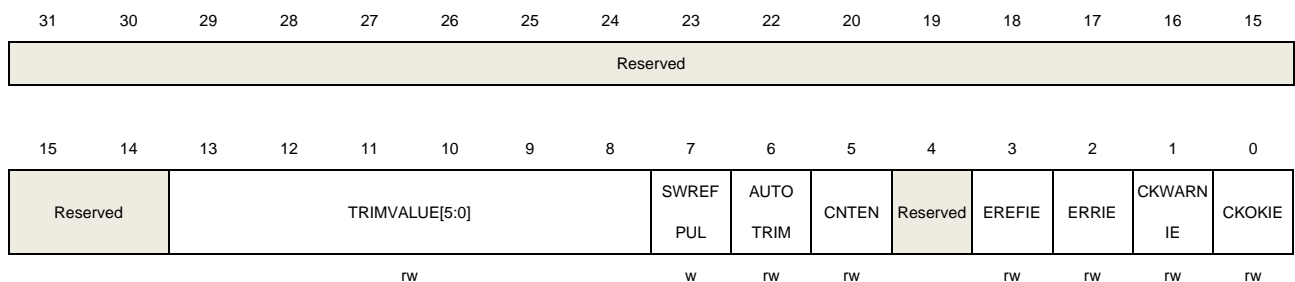 31 30 29 28 27 26 25 24 23 22 20 19 18 17 16 15
Reserved
15 14 13 12 11 10 9 8 7 6 5 4 3 2 1 0
Reserved TRIMVALUE[5:0] SWREF PUL AUTO TRIM CNTEN Reserved EREFIE ERRIE CKWARN IE CKOKIE
rw w rw rw rw rw rw rw